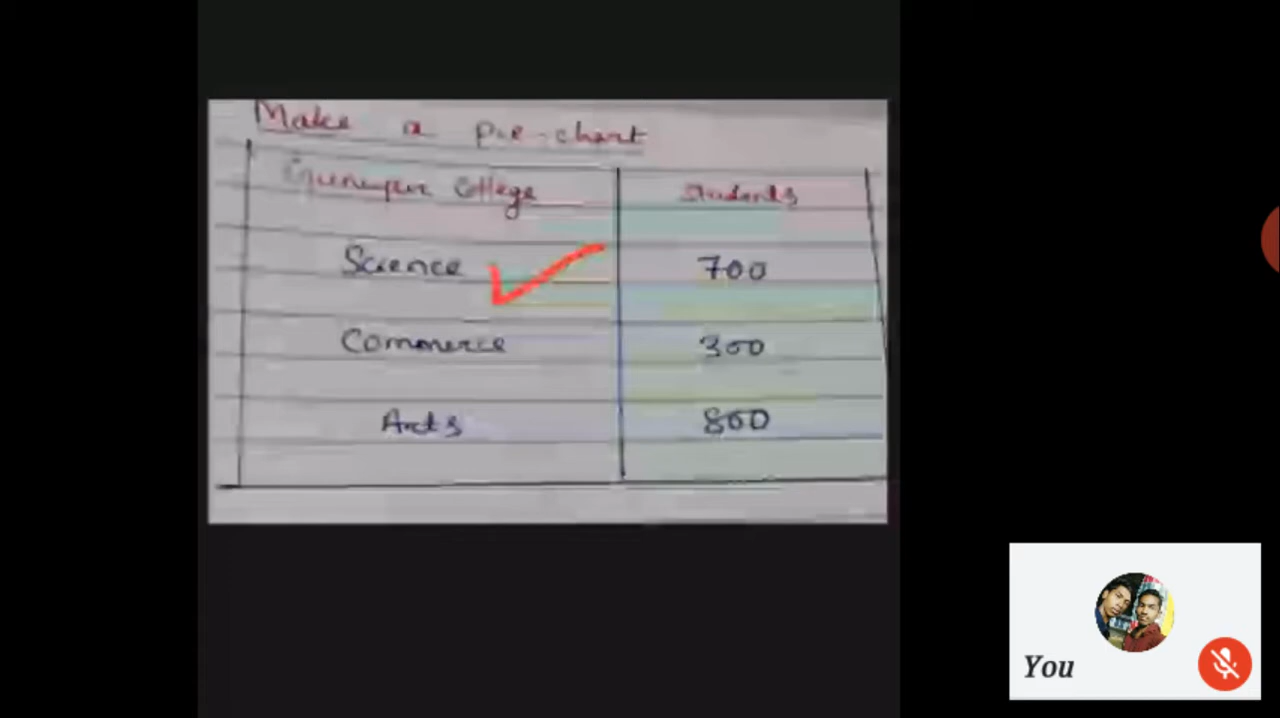 Make a pie-chart
College Students
Science 700
Commerce 300
Arts 800
You